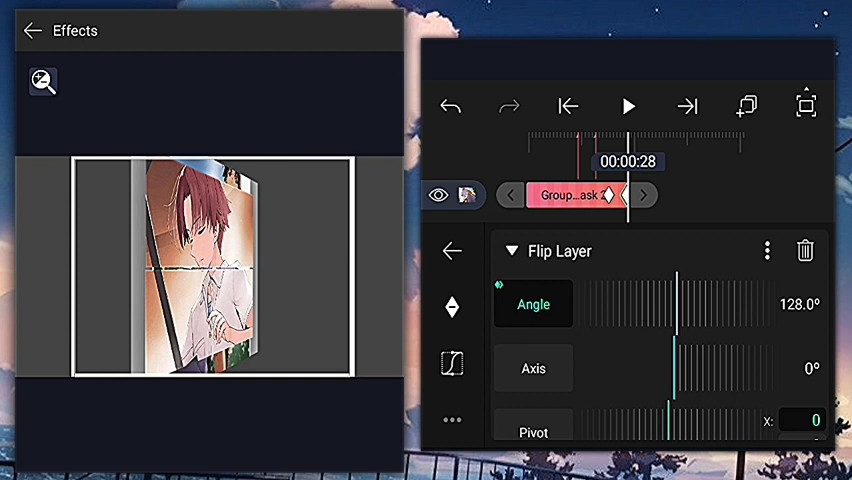 Effects
00:00:28
Group...ask 2
Flip Layer
Angle
128.0º
Axis
0º
Pivot
X:
0